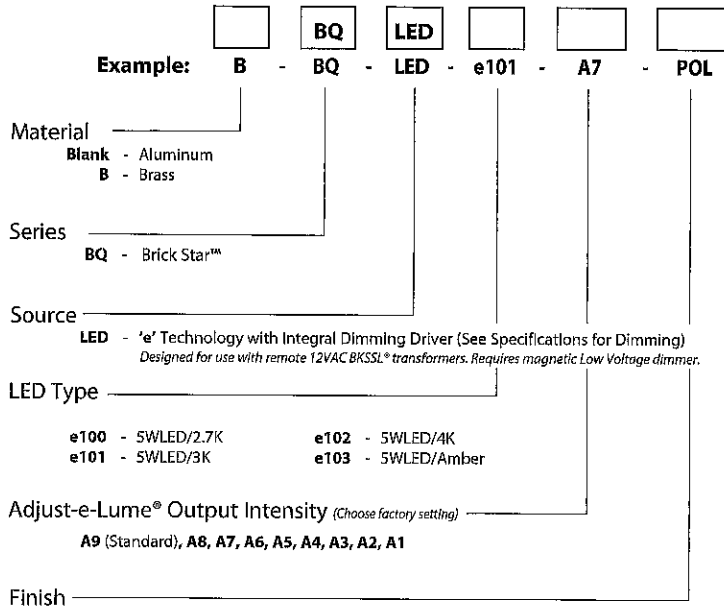 BQ LED
Example: B - BQ - LED - e101 - A7 - POL
Material
Blank - Aluminum
B - Brass
Series
BQ - Brick Star™
Source
LED - 'e' Technology with Integral Dimming Driver (See Specifications for Dimming)
Designed for use with remote 12VAC BKSSL® transformers. Requires magnetic Low Voltage dimmer.
LED Type
e100 - 5WLED/2.7K e102 - 5WLED/4K
e101 - 5WLED/3K e103 - 5WLED/Amber
Adjust-e-Lume® Output Intensity (Choose factory setting)
A9 (Standard), A8, A7, A6, A5, A4, A3, A2, A1
Finish